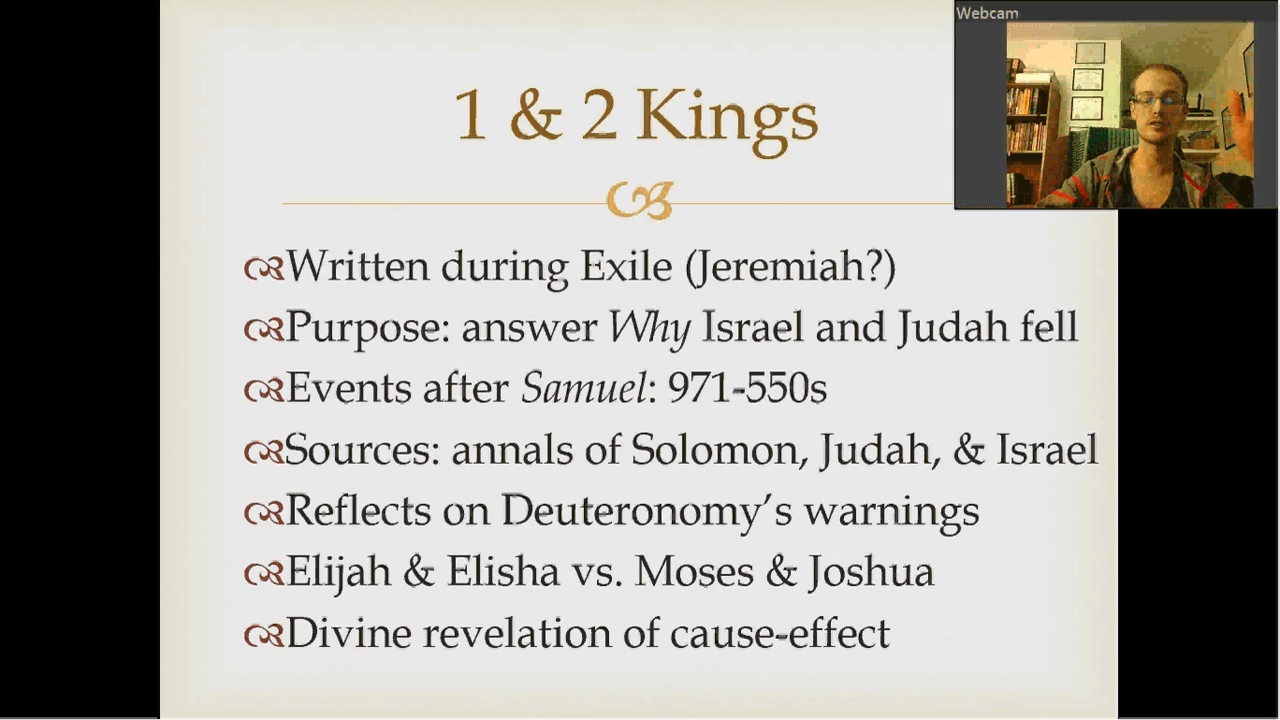 Webcam
1 & 2 Kings
Written during Exile (Jeremiah?)
Purpose: answer Why Israel and Judah fell
Events after Samuel: 971-550s
Sources: annals of Solomon, Judah, & Israel
Reflects on Deuteronomy’s warnings
Elijah & Elisha vs. Moses & Joshua
Divine revelation of cause-effect